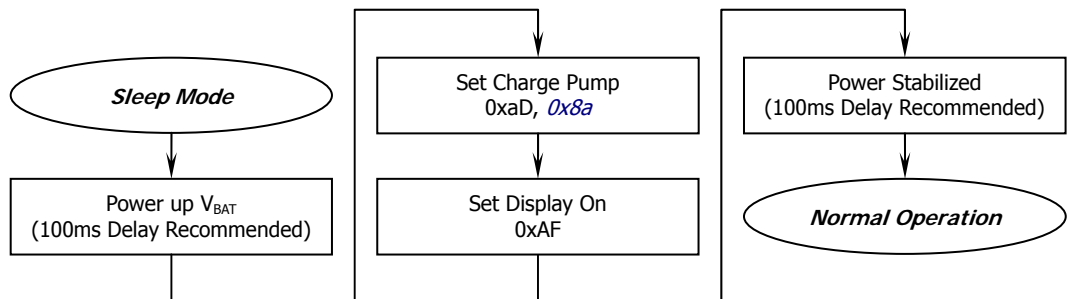 Sleep Mode
Power up VBAT
(100ms Delay Recommended)
Set Charge Pump
0xaD, 0x8a
Set Display On
0xAF
Power Stabilized
(100ms Delay Recommended)
Normal Operation